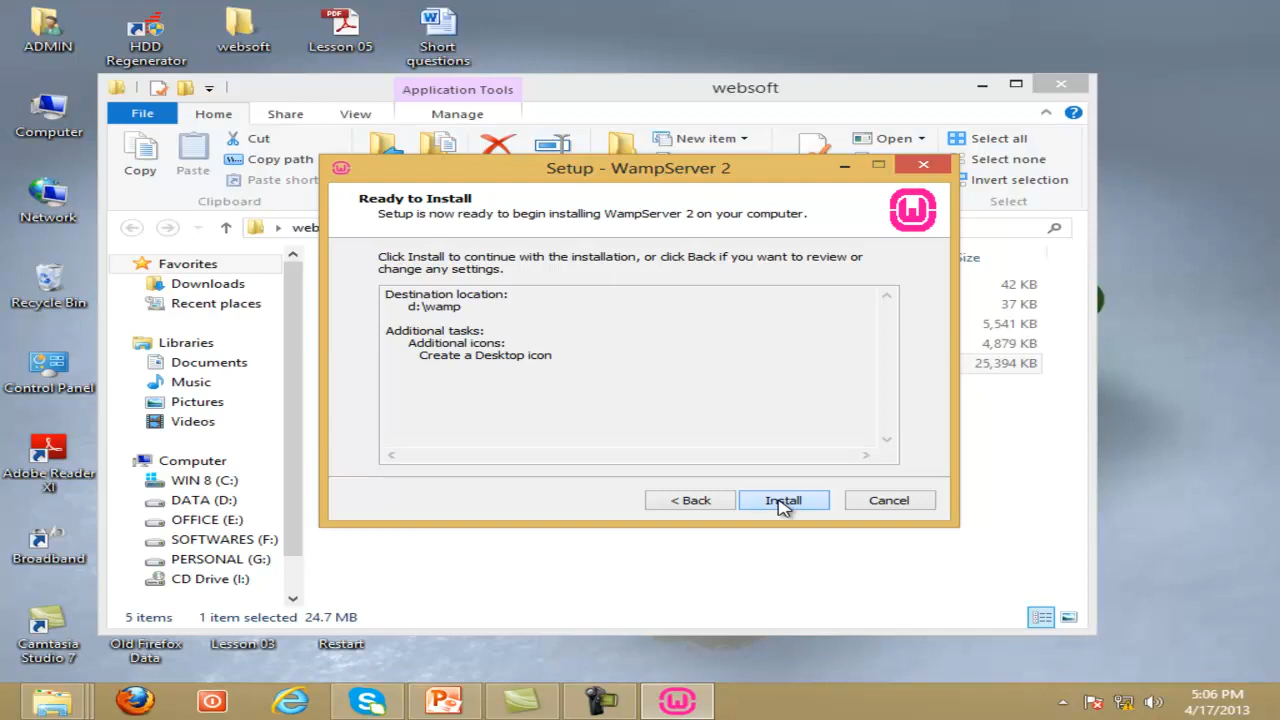 ADMIN
HDD
Regenerator
websoft
Lesson 05
Short
questions
Computer
Network
Recycle Bin
Control Panel
Adobe Reader
XI
Broadband
Camtasia
Studio 7
Old Firefox
Data
Lesson 03
Restart
Application Tools
websoft
File
Home
Share
View
Manage
Copy
Paste
Cut
Copy path
Paste short
Clipboard
New item
Open
Select all
Select none
Invert selection
Select
web
Favorites
Downloads
Recent places
Libraries
Documents
Music
Pictures
Videos
Computer
WIN 8 (C:)
DATA (D:)
OFFICE (E:)
SOFTWARES (F:)
PERSONAL (G:)
CD Drive (I:)
Size
42 KB
37 KB
5,541 KB
4,879 KB
25,394 KB
5 items 1 item selected 24.7 MB
Setup - WampServer 2
Ready to Install
Setup is now ready to begin installing WampServer 2 on your computer.
Click Install to continue with the installation, or click Back if you want to review or
change any settings.
Destination location:
d:\wamp
Additional tasks:
Additional icons:
Create a Desktop icon
< Back
Install
Cancel
5:06 PM
4/17/2013